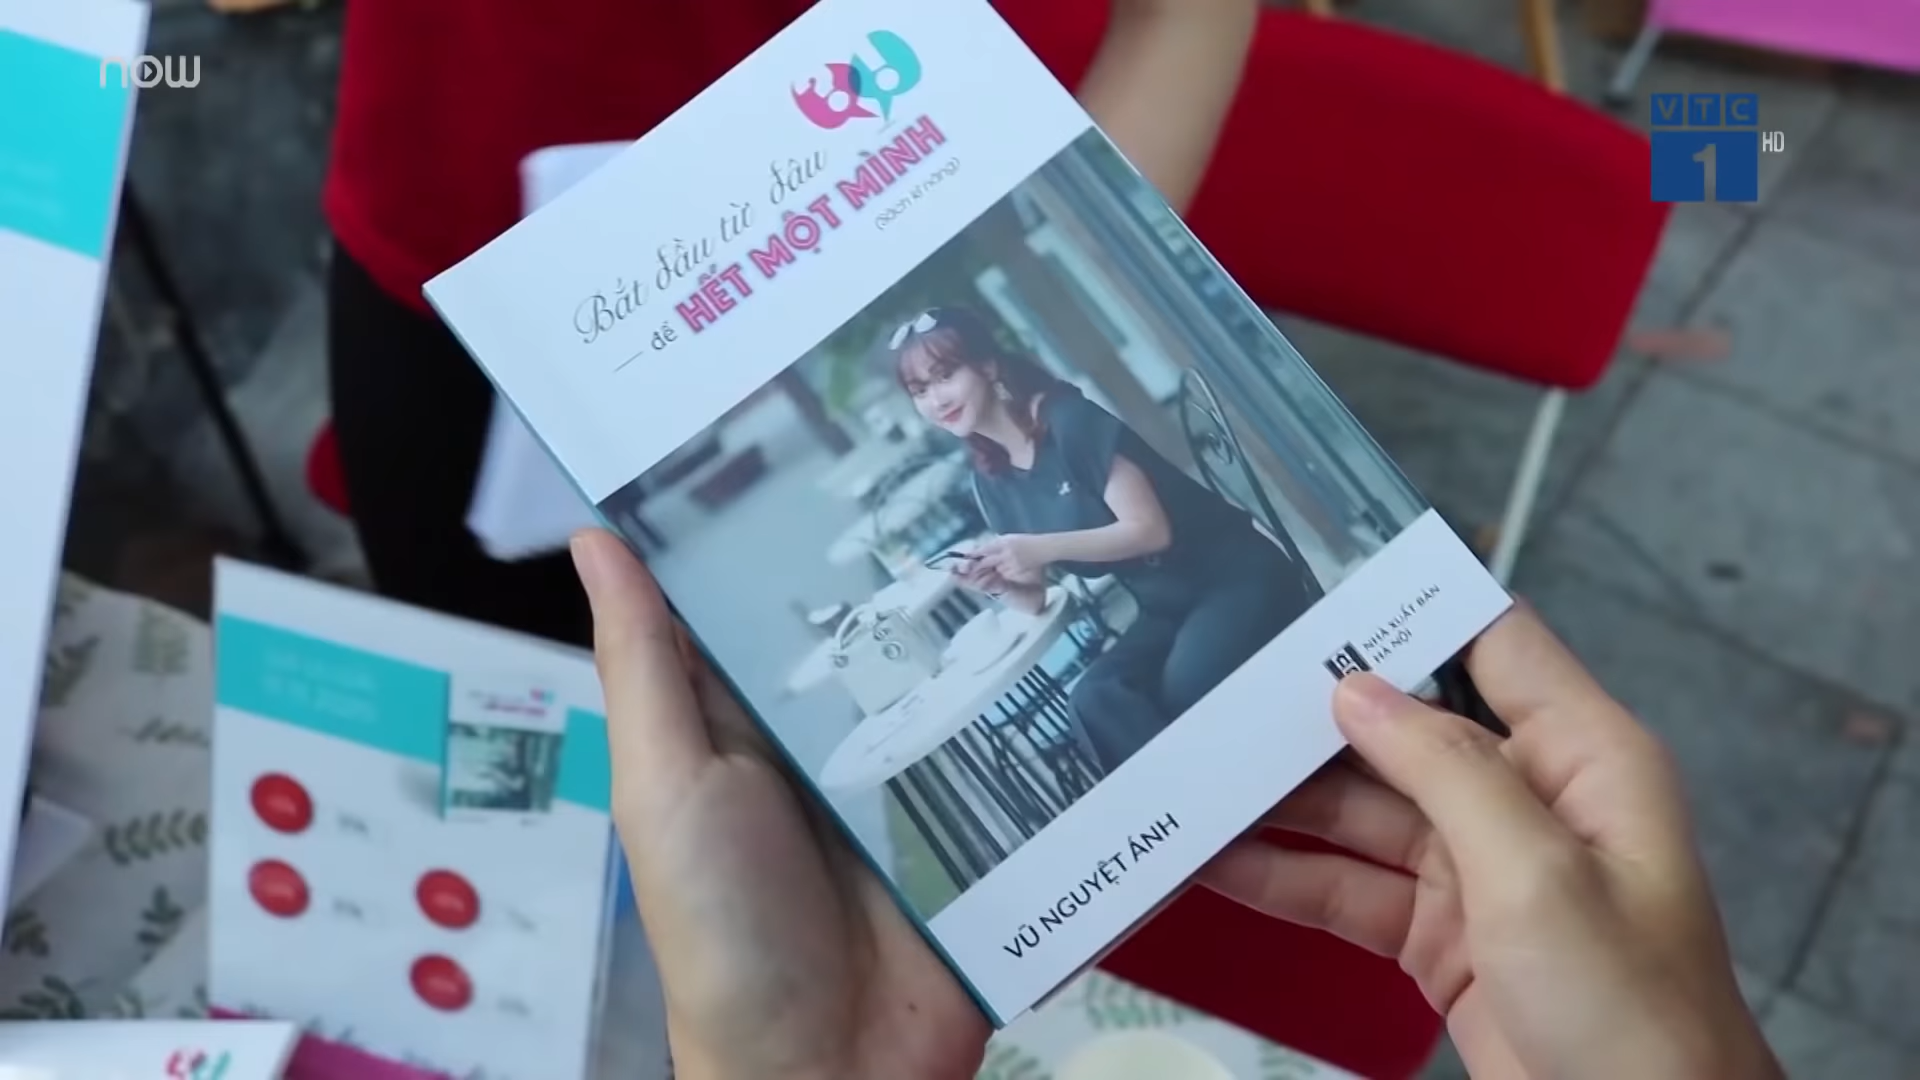 now
VTC
1
HD
Bắt đầu từ đâu
để HẾT MỘT MÌNH
(Sách kĩ năng)
NHÀ XUẤT BẢN
HÀ NỘI
VŨ NGUYỆT ÁNH